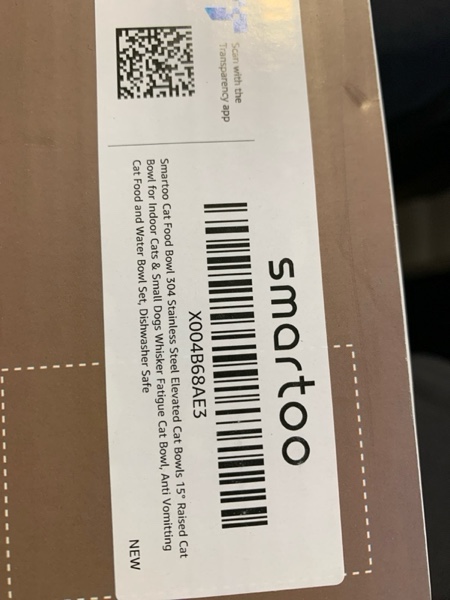 Scan with the
Transparency app
smartoo
X004B68AE3
Smartoo Cat Food Bowl 304 Stainless Steel Elevated Cat Bowls 15° Raised Cat
Bowl for Indoor Cats & Small Dogs Whisker Fatigue Cat Bowl, Anti Vomitting
Cat Food and Water Bowl Set, Dishwasher Safe
NEW